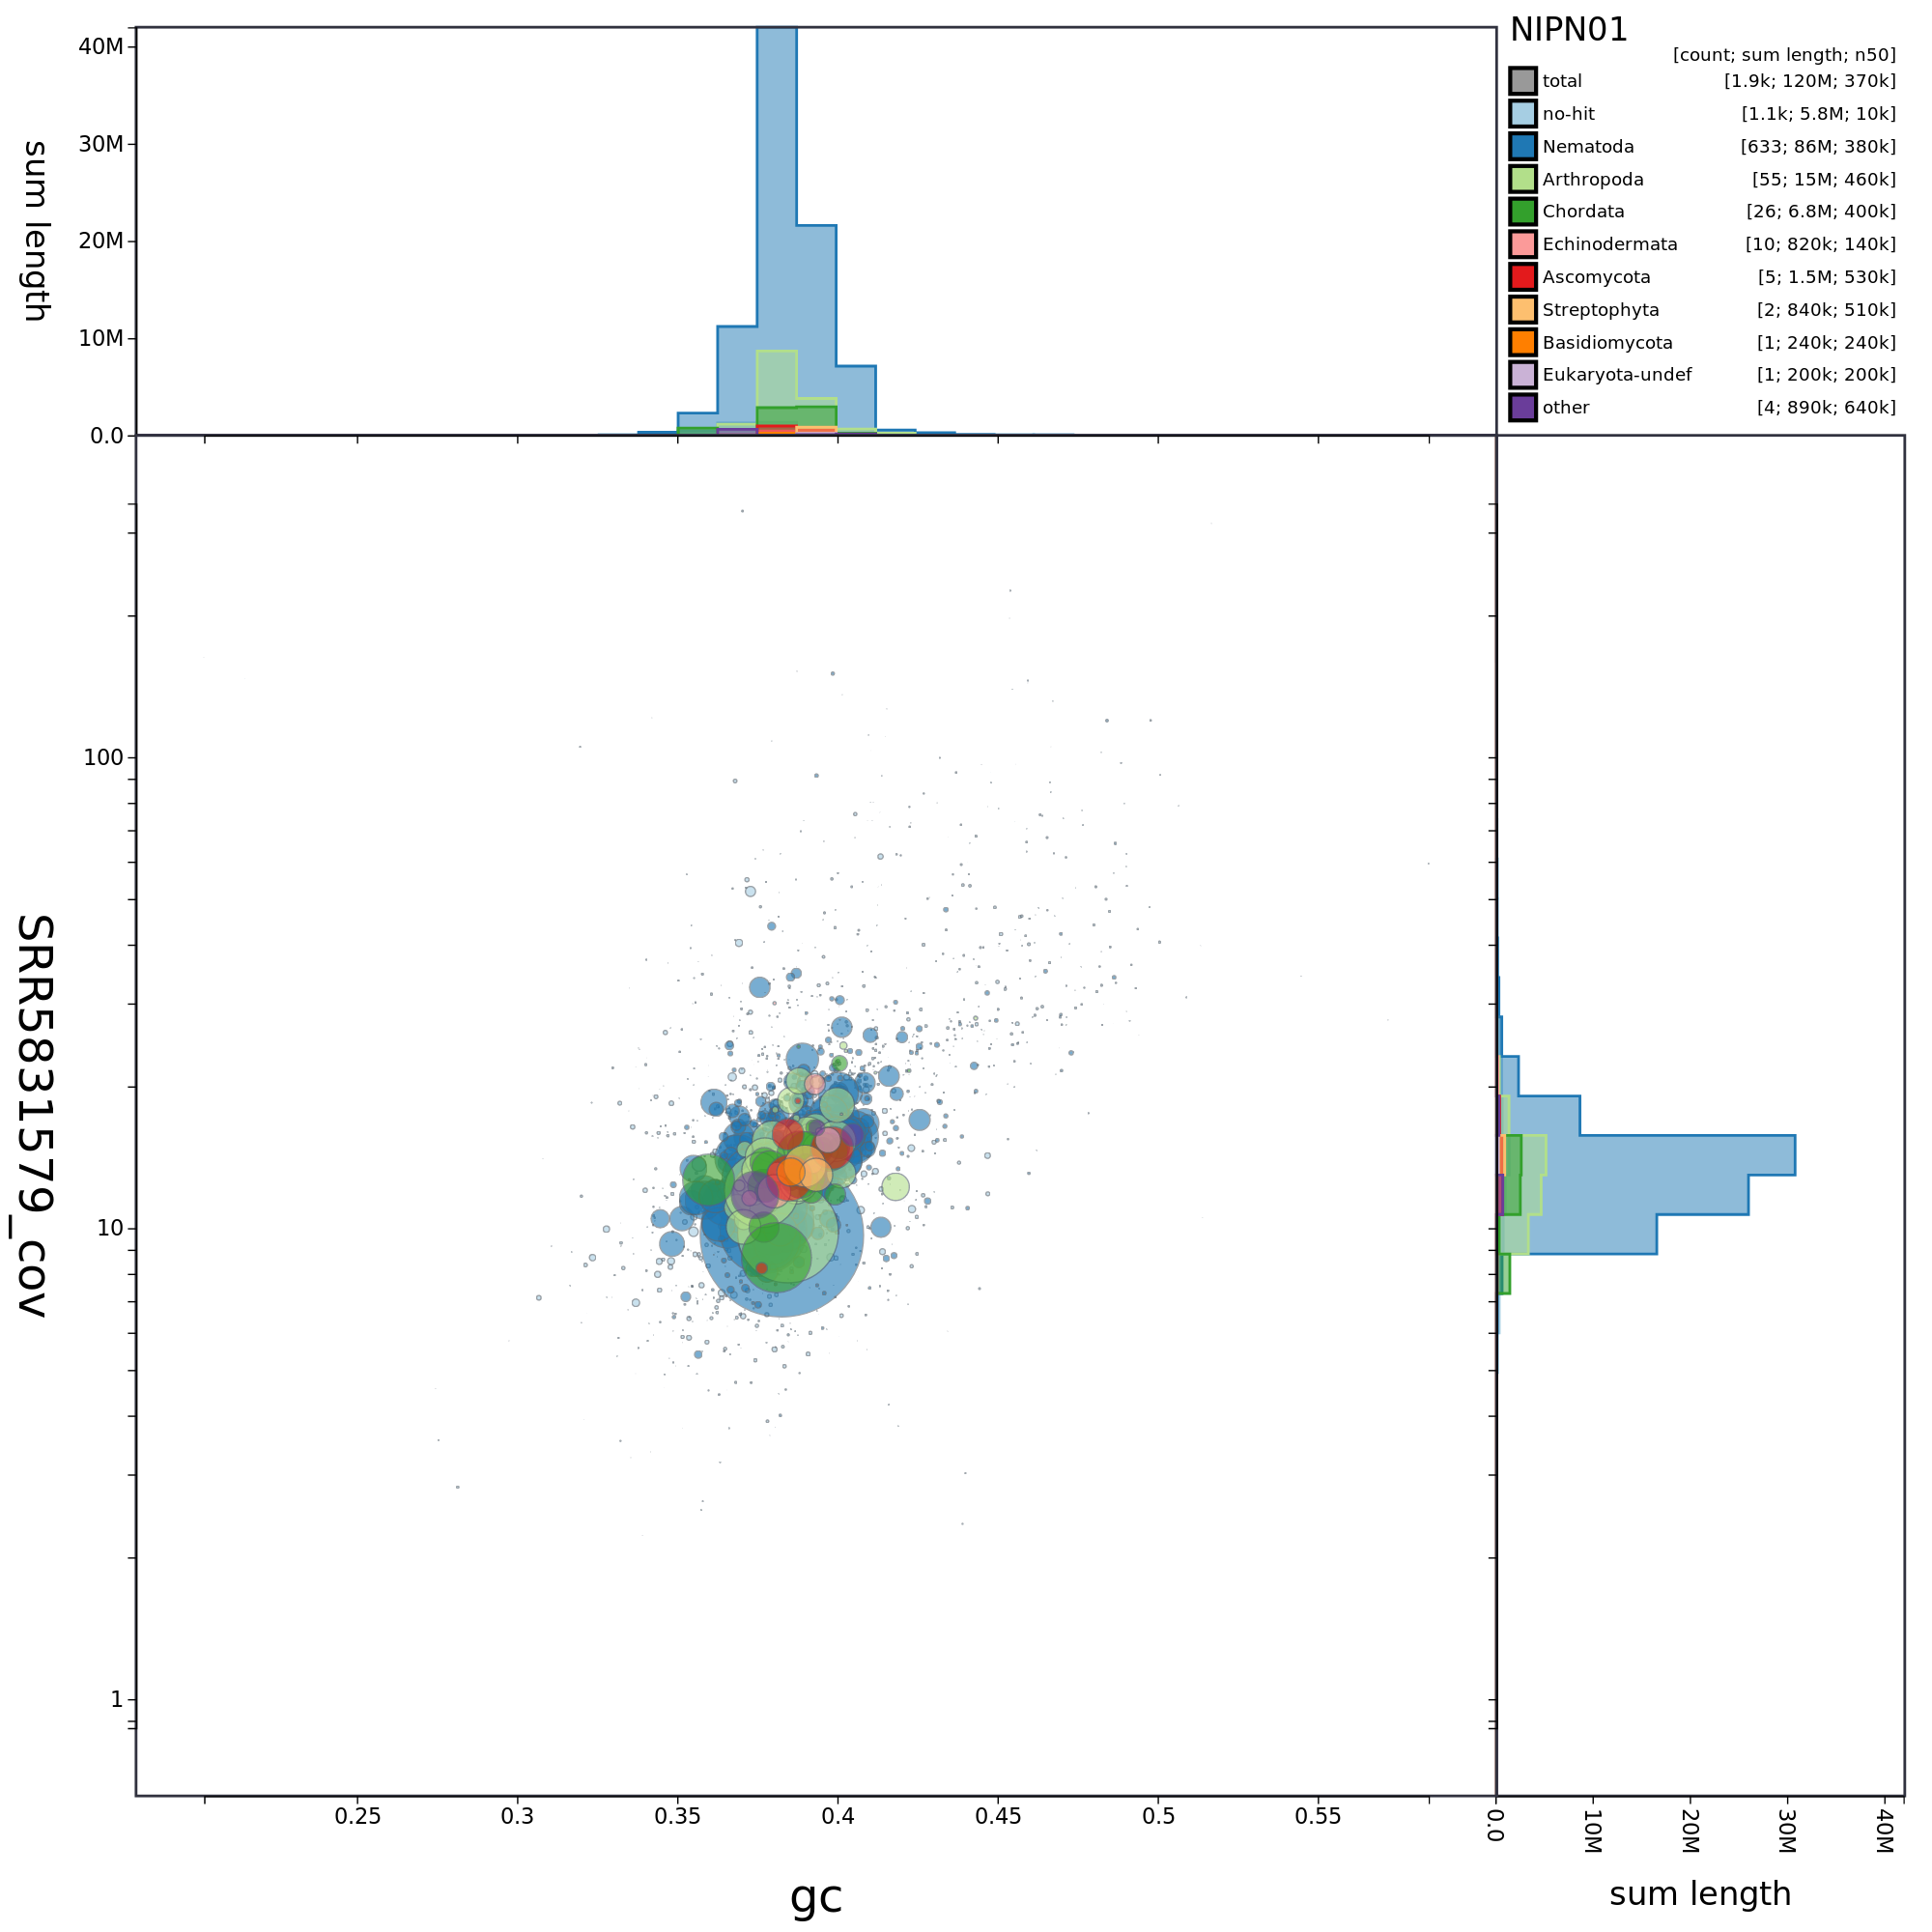 NIPN01
[count; sum length; n50]
total [1.9k; 120M; 370k]
no-hit [1.1k; 5.8M; 10k]
Nematoda [633; 86M; 380k]
Arthropoda [55; 15M; 460k]
Chordata [26; 6.8M; 400k]
Echinodermata [10; 820k; 140k]
Ascomycota [5; 1.5M; 530k]
Streptophyta [2; 840k; 510k]
Basidiomycota [1; 240k; 240k]
Eukaryota-undef [1; 200k; 200k]
other [4; 890k; 640k]
sum length
40M
30M
20M
10M
0.0
SRR5831579_cov
100
10
1
0.25 0.3 0.35 0.4 0.45 0.5 0.55
gc
0.0 10M 20M 30M 40M
sum length